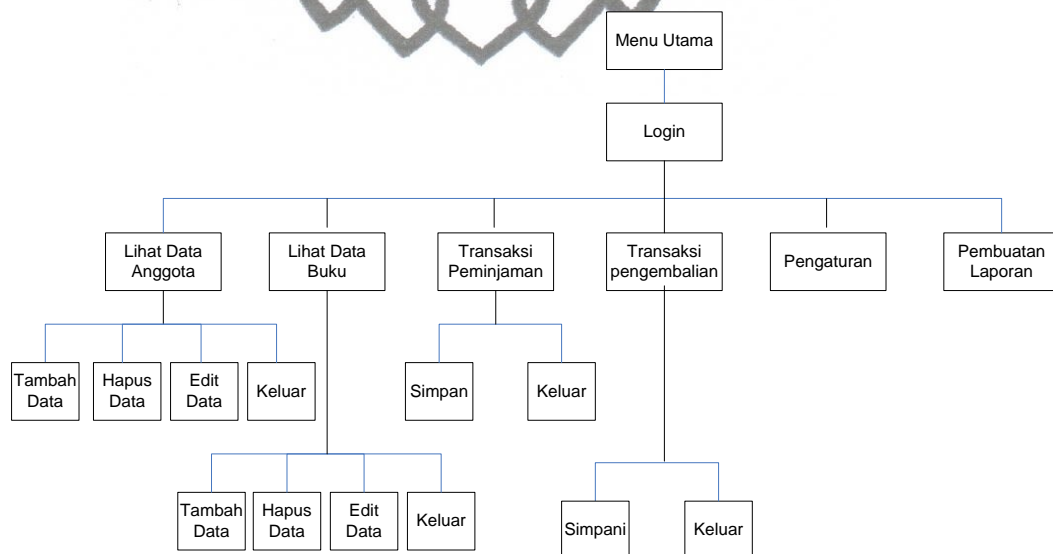 Menu Utama
Login
Lihat Data
Anggota
Lihat Data
Buku
Transaksi
Peminjaman
Transaksi
pengembalian
Pengaturan
Pembuatan
Laporan
Tambah
Data
Hapus
Data
Edit
Data
Keluar
Simpan
Keluar
Tambah
Data
Hapus
Data
Edit
Data
Keluar
Simpani
Keluar